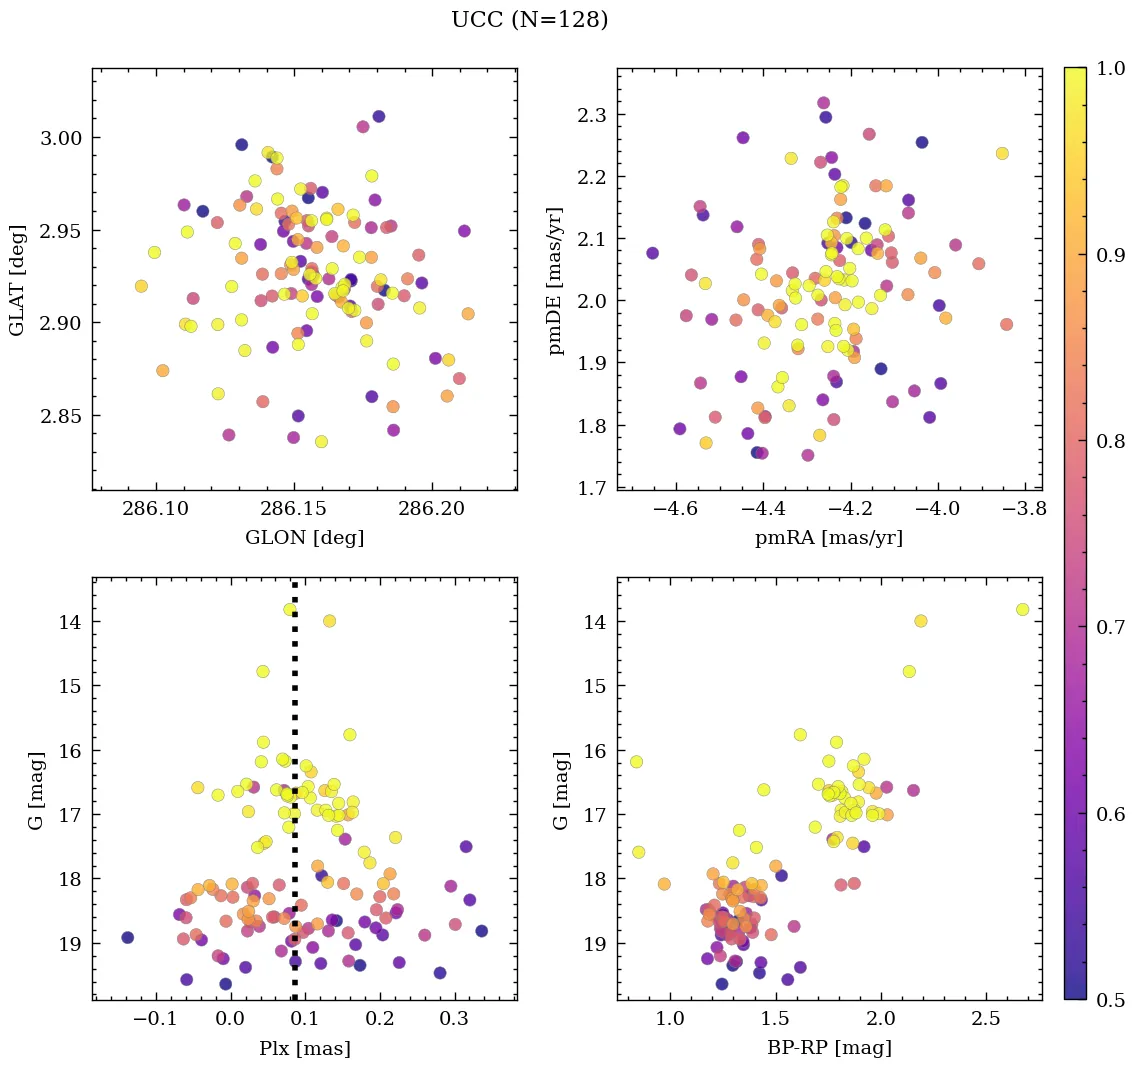 UCC (N=128)
3.00
2.95
2.90
2.85
GLAT [deg]
286.10 286.15 286.20
GLON [deg]
2.3
2.2
2.1
2.0
1.9
1.8
1.7
pmDE [mas/yr]
−4.6 −4.4 −4.2 −4.0 −3.8
pmRA [mas/yr]
14
15
16
17
18
19
G [mag]
−0.1 0.0 0.1 0.2 0.3
Plx [mas]
14
15
16
17
18
19
G [mag]
1.0 1.5 2.0 2.5
BP-RP [mag]
1.0
0.9
0.8
0.7
0.6
0.5